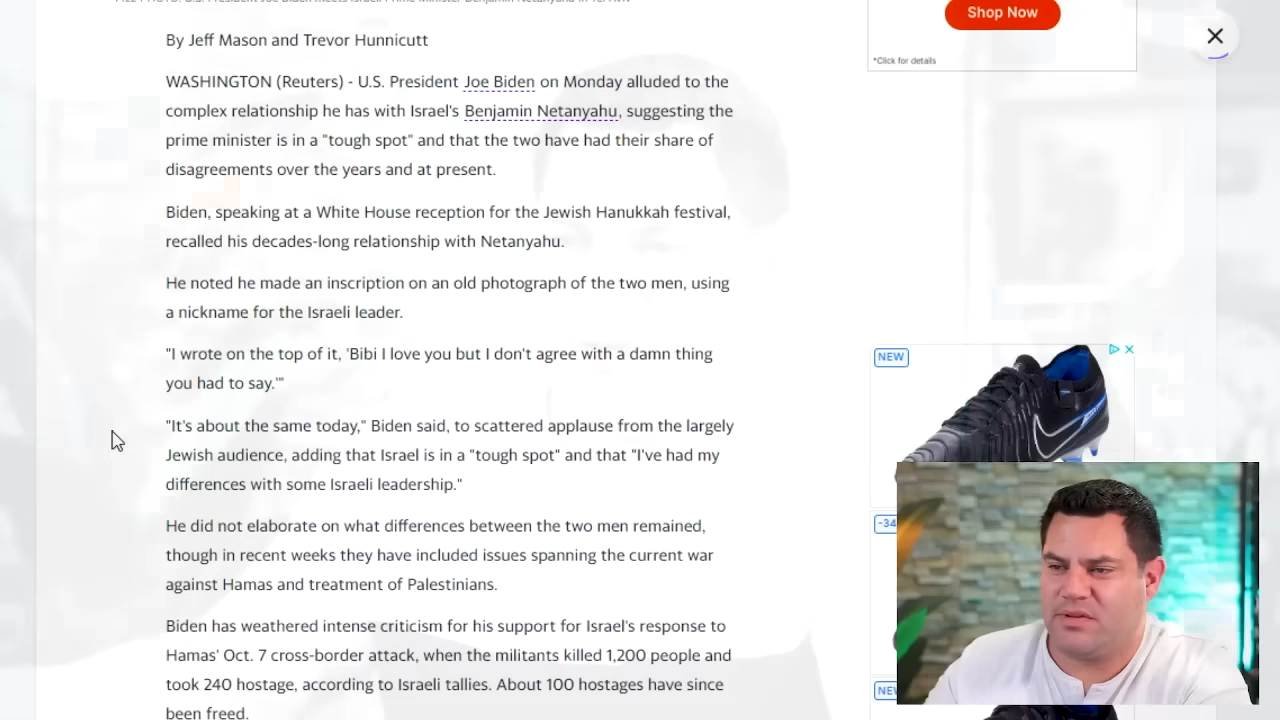 By Jeff Mason and Trevor Hunnicutt
Shop Now
*Click for details
WASHINGTON (Reuters) - U.S. President Joe Biden on Monday alluded to the
complex relationship he has with Israel's Benjamin Netanyahu, suggesting the
prime minister is in a "tough spot" and that the two have had their share of
disagreements over the years and at present.
Biden, speaking at a White House reception for the Jewish Hanukkah festival,
recalled his decades-long relationship with Netanyahu.
He noted he made an inscription on an old photograph of the two men, using
a nickname for the Israeli leader.
"I wrote on the top of it, 'Bibi I love you but I don't agree with a damn thing
you had to say.'"
"It's about the same today," Biden said, to scattered applause from the largely
Jewish audience, adding that Israel is in a "tough spot" and that "I've had my
differences with some Israeli leadership."
He did not elaborate on what differences between the two men remained,
though in recent weeks they have included issues spanning the current war
against Hamas and treatment of Palestinians.
Biden has weathered intense criticism for his support for Israel's response to
Hamas' Oct. 7 cross-border attack, when the militants killed 1,200 people and
took 240 hostage, according to Israeli tallies. About 100 hostages have since
been freed.
NEW
-34
NEW